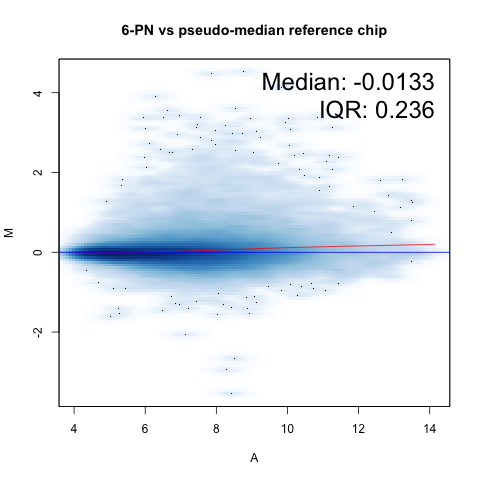 6-PN vs pseudo-median reference chip
Median: -0.0133
IQR: 0.236
4
2
0
-2
M
4 6 8 10 12 14
A